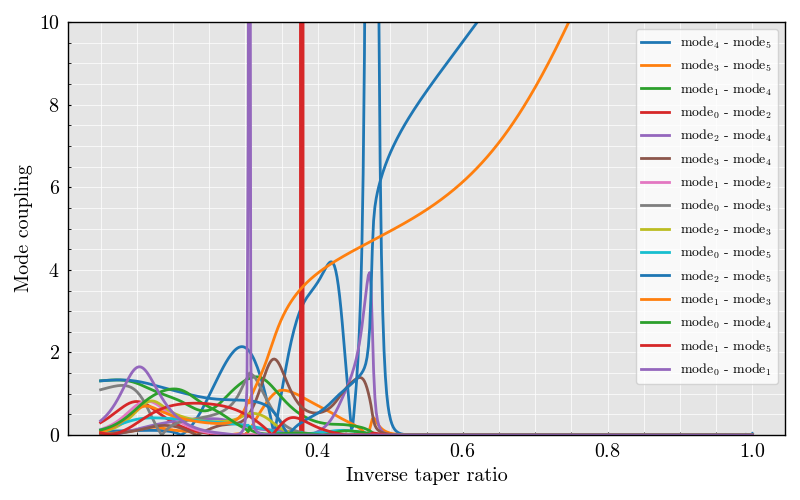 10
8
6
4
2
0
0.2 0.4 0.6 0.8 1.0
Mode coupling
Inverse taper ratio
mode₄ - mode₅
mode₃ - mode₅
mode₁ - mode₄
mode₀ - mode₂
mode₂ - mode₄
mode₃ - mode₄
mode₁ - mode₂
mode₀ - mode₃
mode₂ - mode₃
mode₀ - mode₅
mode₂ - mode₅
mode₁ - mode₃
mode₀ - mode₄
mode₁ - mode₅
mode₀ - mode₁